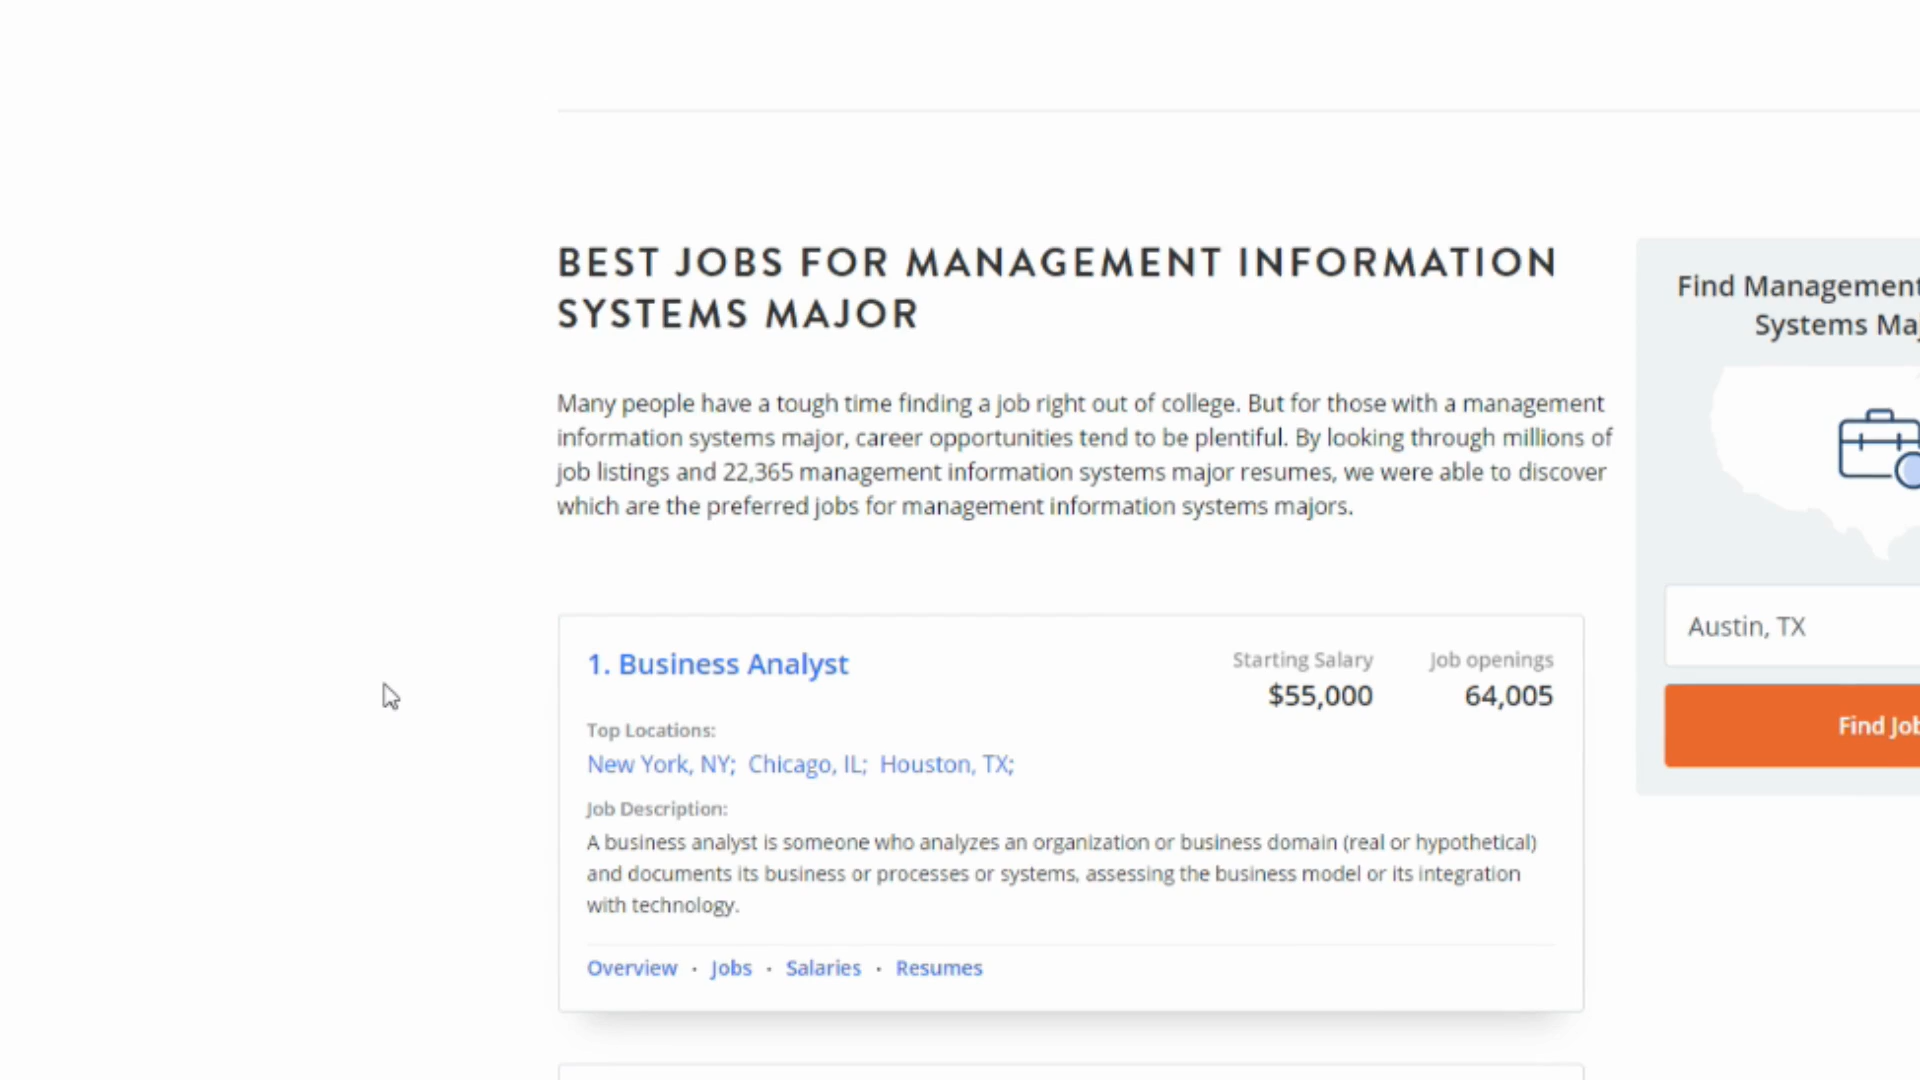 BEST JOBS FOR MANAGEMENT INFORMATION
SYSTEMS MAJOR
Many people have a tough time finding a job right out of college. But for those with a management
information systems major, career opportunities tend to be plentiful. By looking through millions of
job listings and 22,365 management information systems major resumes, we were able to discover
which are the preferred jobs for management information systems majors.
1. Business Analyst
Starting Salary
$55,000
Job openings
64,005
Top Locations:
New York, NY; Chicago, IL; Houston, TX;
Job Description:
A business analyst is someone who analyzes an organization or business domain (real or hypothetical)
and documents its business or processes or systems, assessing the business model or its integration
with technology.
Overview · Jobs · Salaries · Resumes
Find Management
Systems Maj
Austin, TX
Find Job